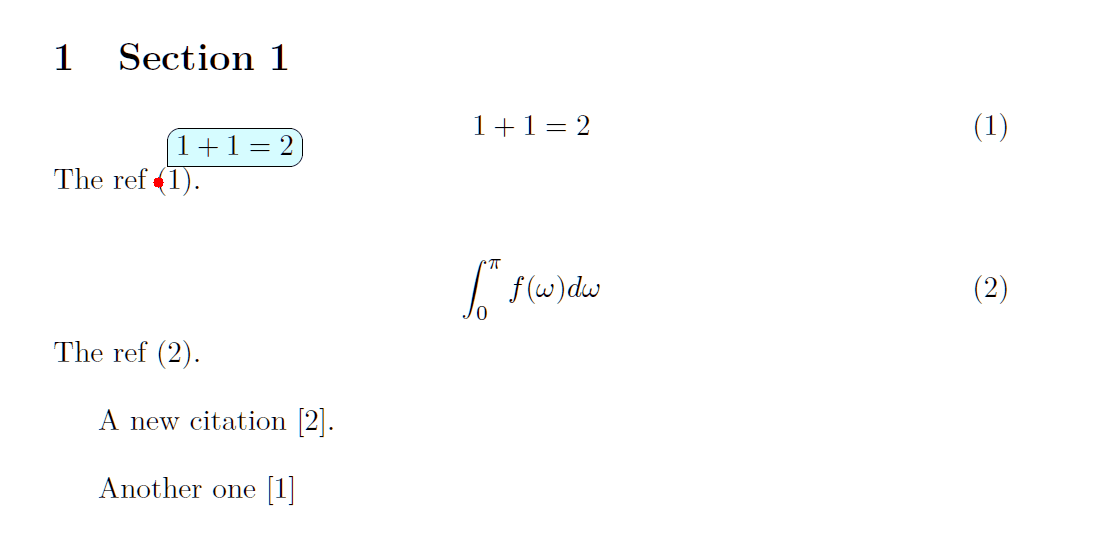 1 Section 1
1 + 1 = 2 (1)
1 + 1 = 2
The ref (1).
∫₀^π f(ω)dω (2)
The ref (2).
A new citation [2].
Another one [1]